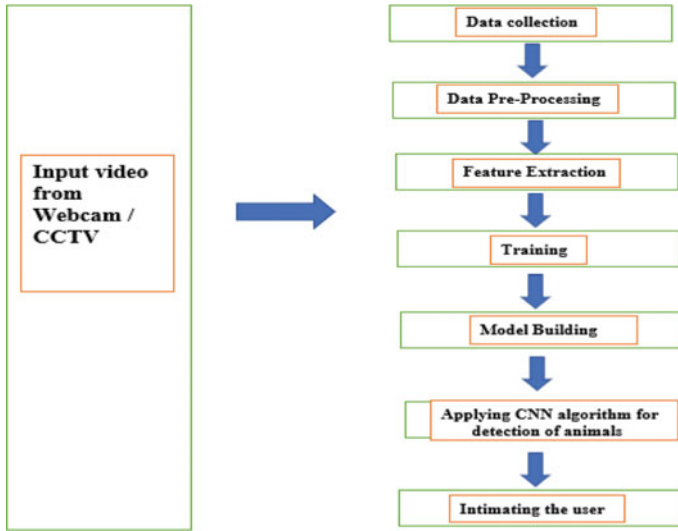 Input video
from
Webcam /
CCTV
Data collection
Data Pre-Processing
Feature Extraction
Training
Model Building
Applying CNN algorithm for
detection of animals
Intimating the user